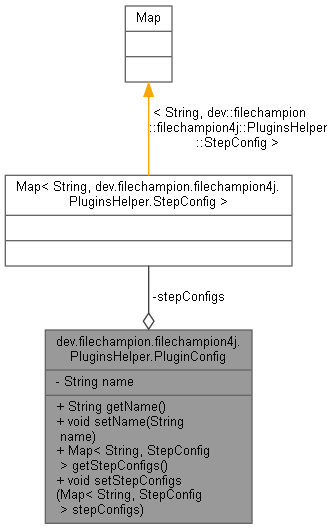 Map
< String, dev::filechampion
::filechampion4j::PluginsHelper
::StepConfig >
Map< String, dev.filechampion.filechampion4j.
PluginsHelper.StepConfig >
-stepConfigs
dev.filechampion.filechampion4j.
PluginsHelper.PluginConfig
- String name
+ String getName()
+ void setName(String
name)
+ Map< String, StepConfig
> getStepConfigs()
+ void setStepConfigs
(Map< String, StepConfig
> stepConfigs)